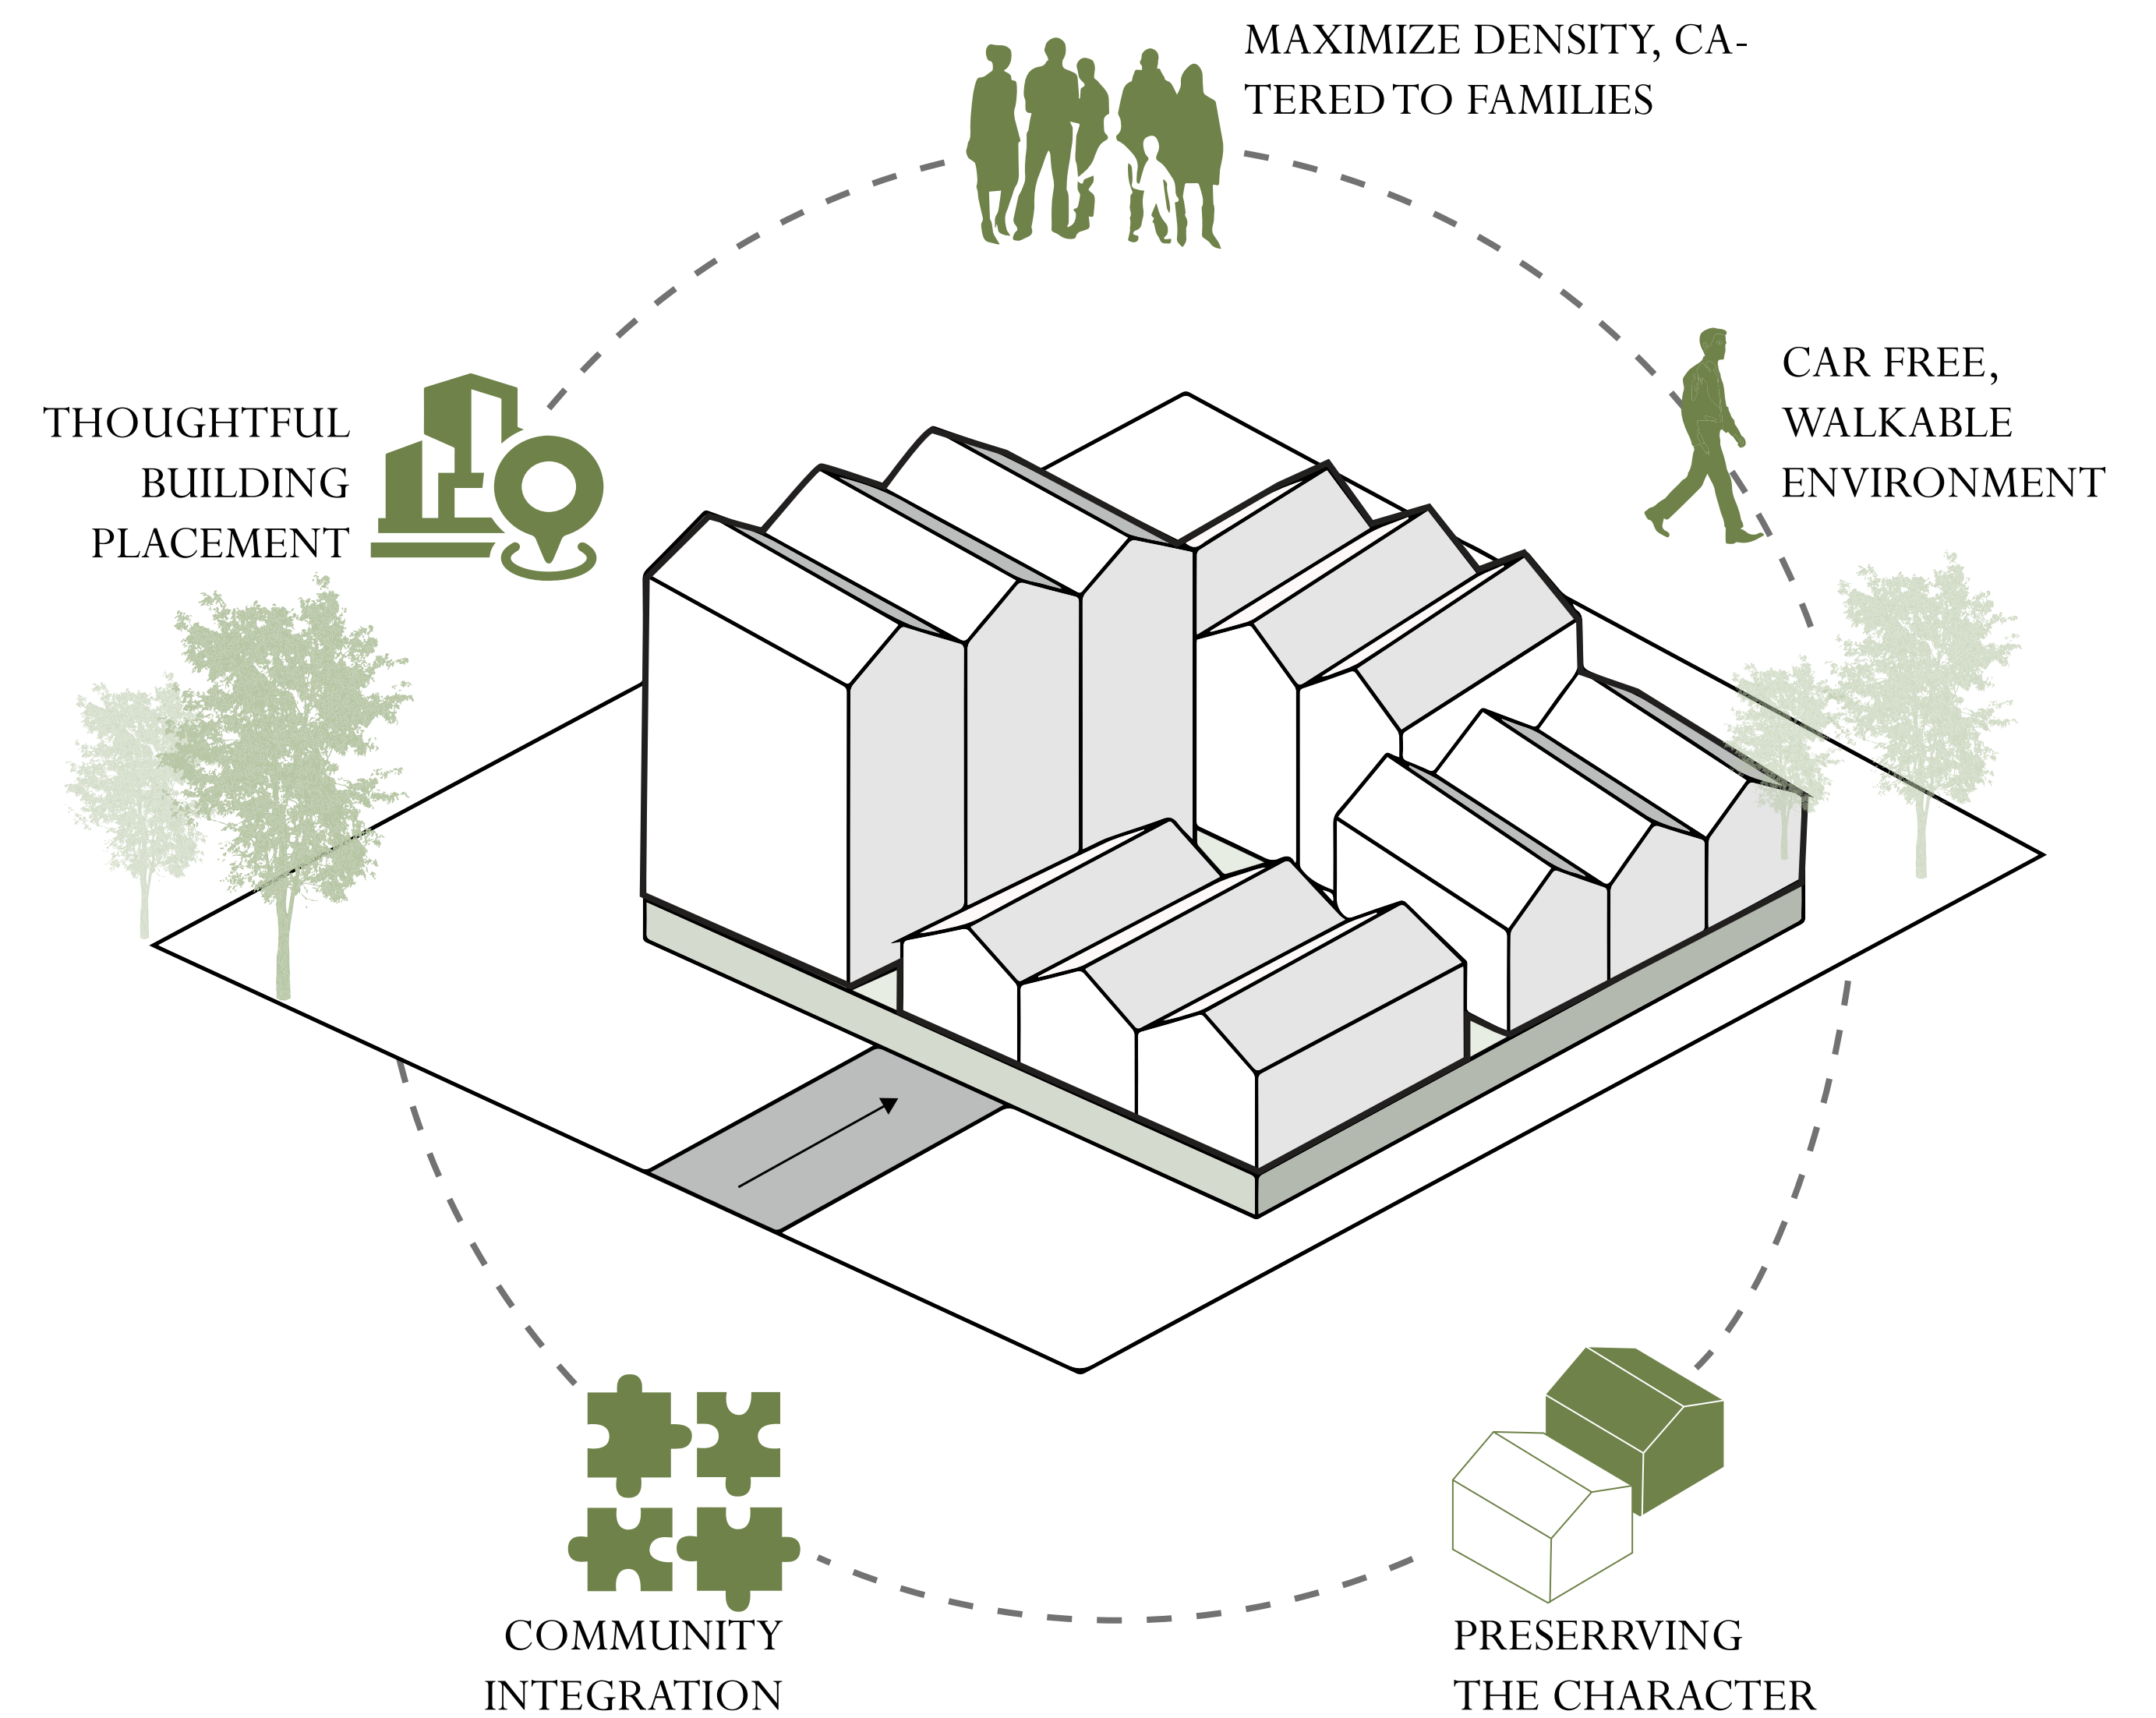 MAXIMIZE DENSITY, CA-
TERED TO FAMILIES
CAR FREE,
WALKABLE
ENVIRONMENT
THOUGHTFUL
BUILDING
PLACEMENT
COMMUNITY
INTEGRATION
PRESERRVING
THE CHARACTER